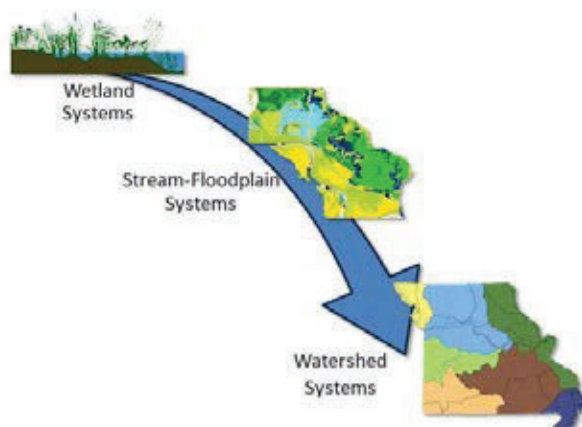 Wetland
Systems
Stream-Floodplain
Systems
Watershed
Systems